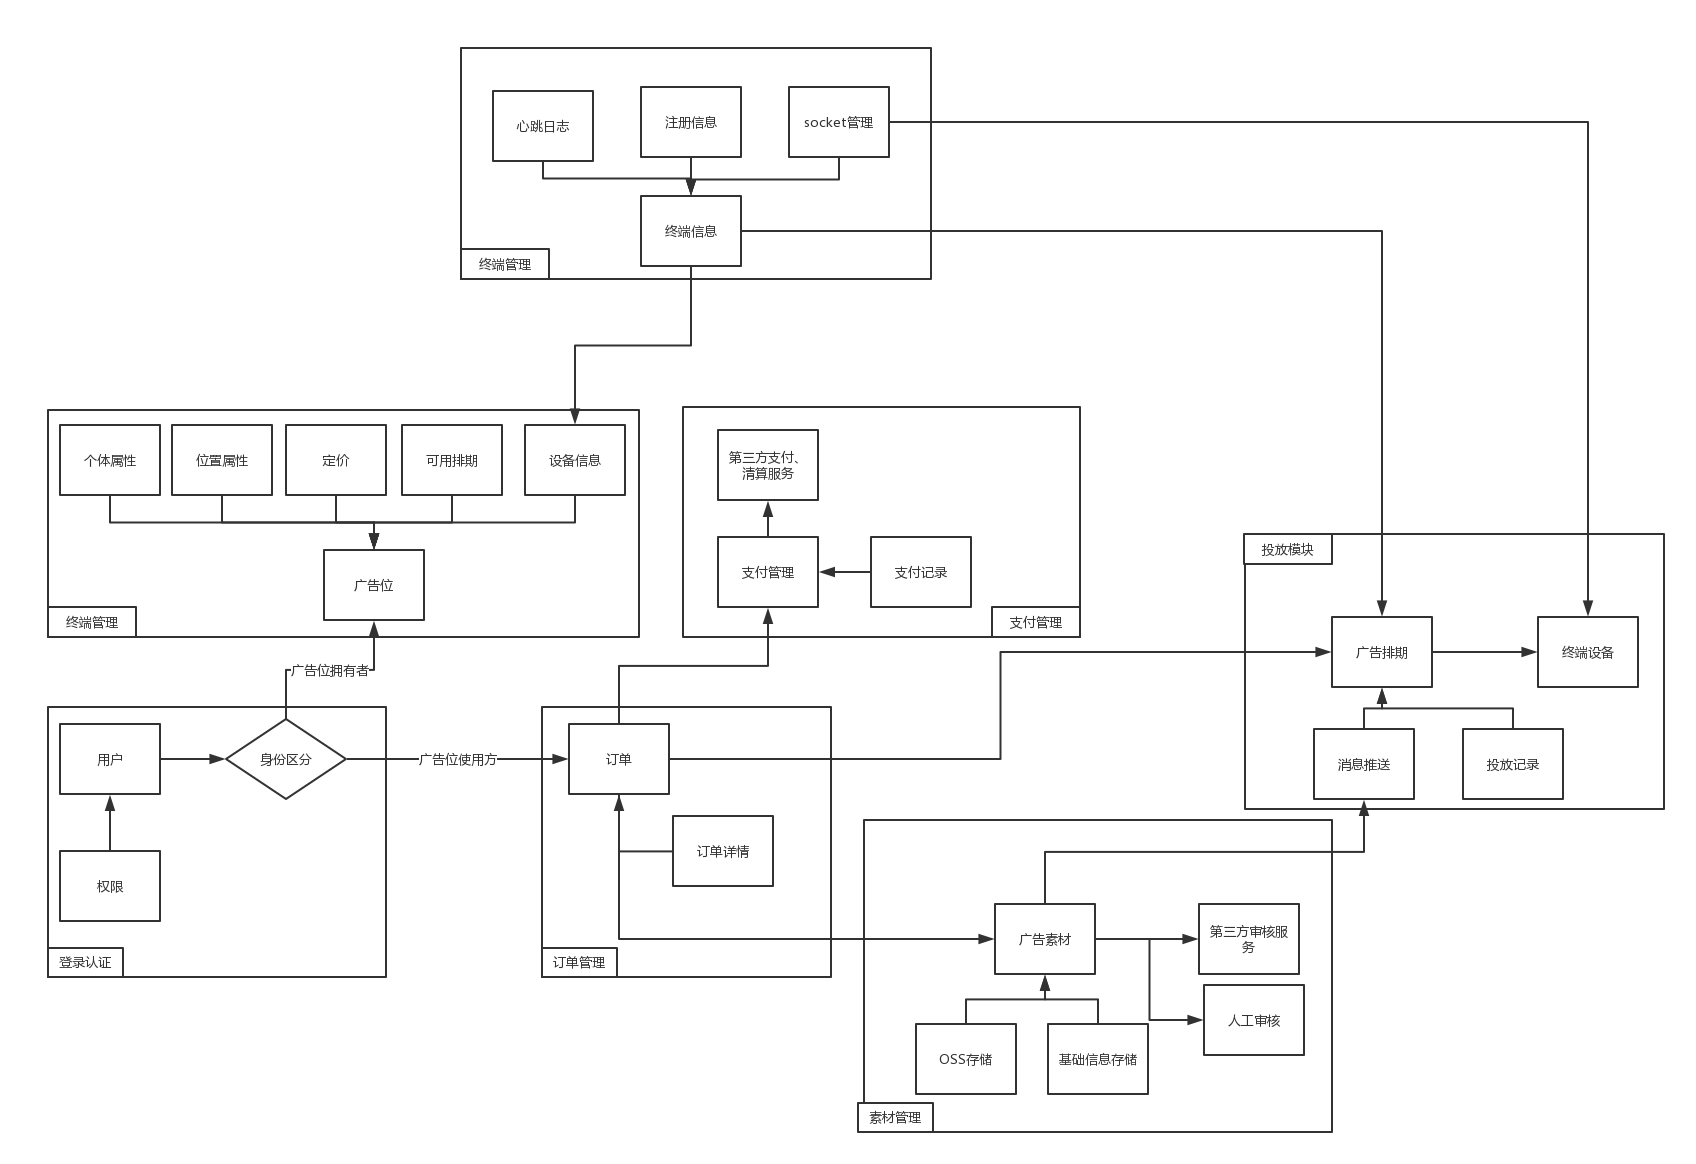 心跳日志
注册信息
socket管理
终端信息
终端管理
个体属性
位置属性
定价
可用排期
设备信息
广告位
终端管理
第三方支付、
清算服务
支付管理
支付记录
支付管理
投放模块
广告排期
终端设备
消息推送
投放记录
广告位拥有者
用户
身份区分
权限
登录认证
广告位使用方
订单
订单详情
订单管理
广告素材
第三方审核服
务
人工审核
OSS存储
基础信息存储
素材管理